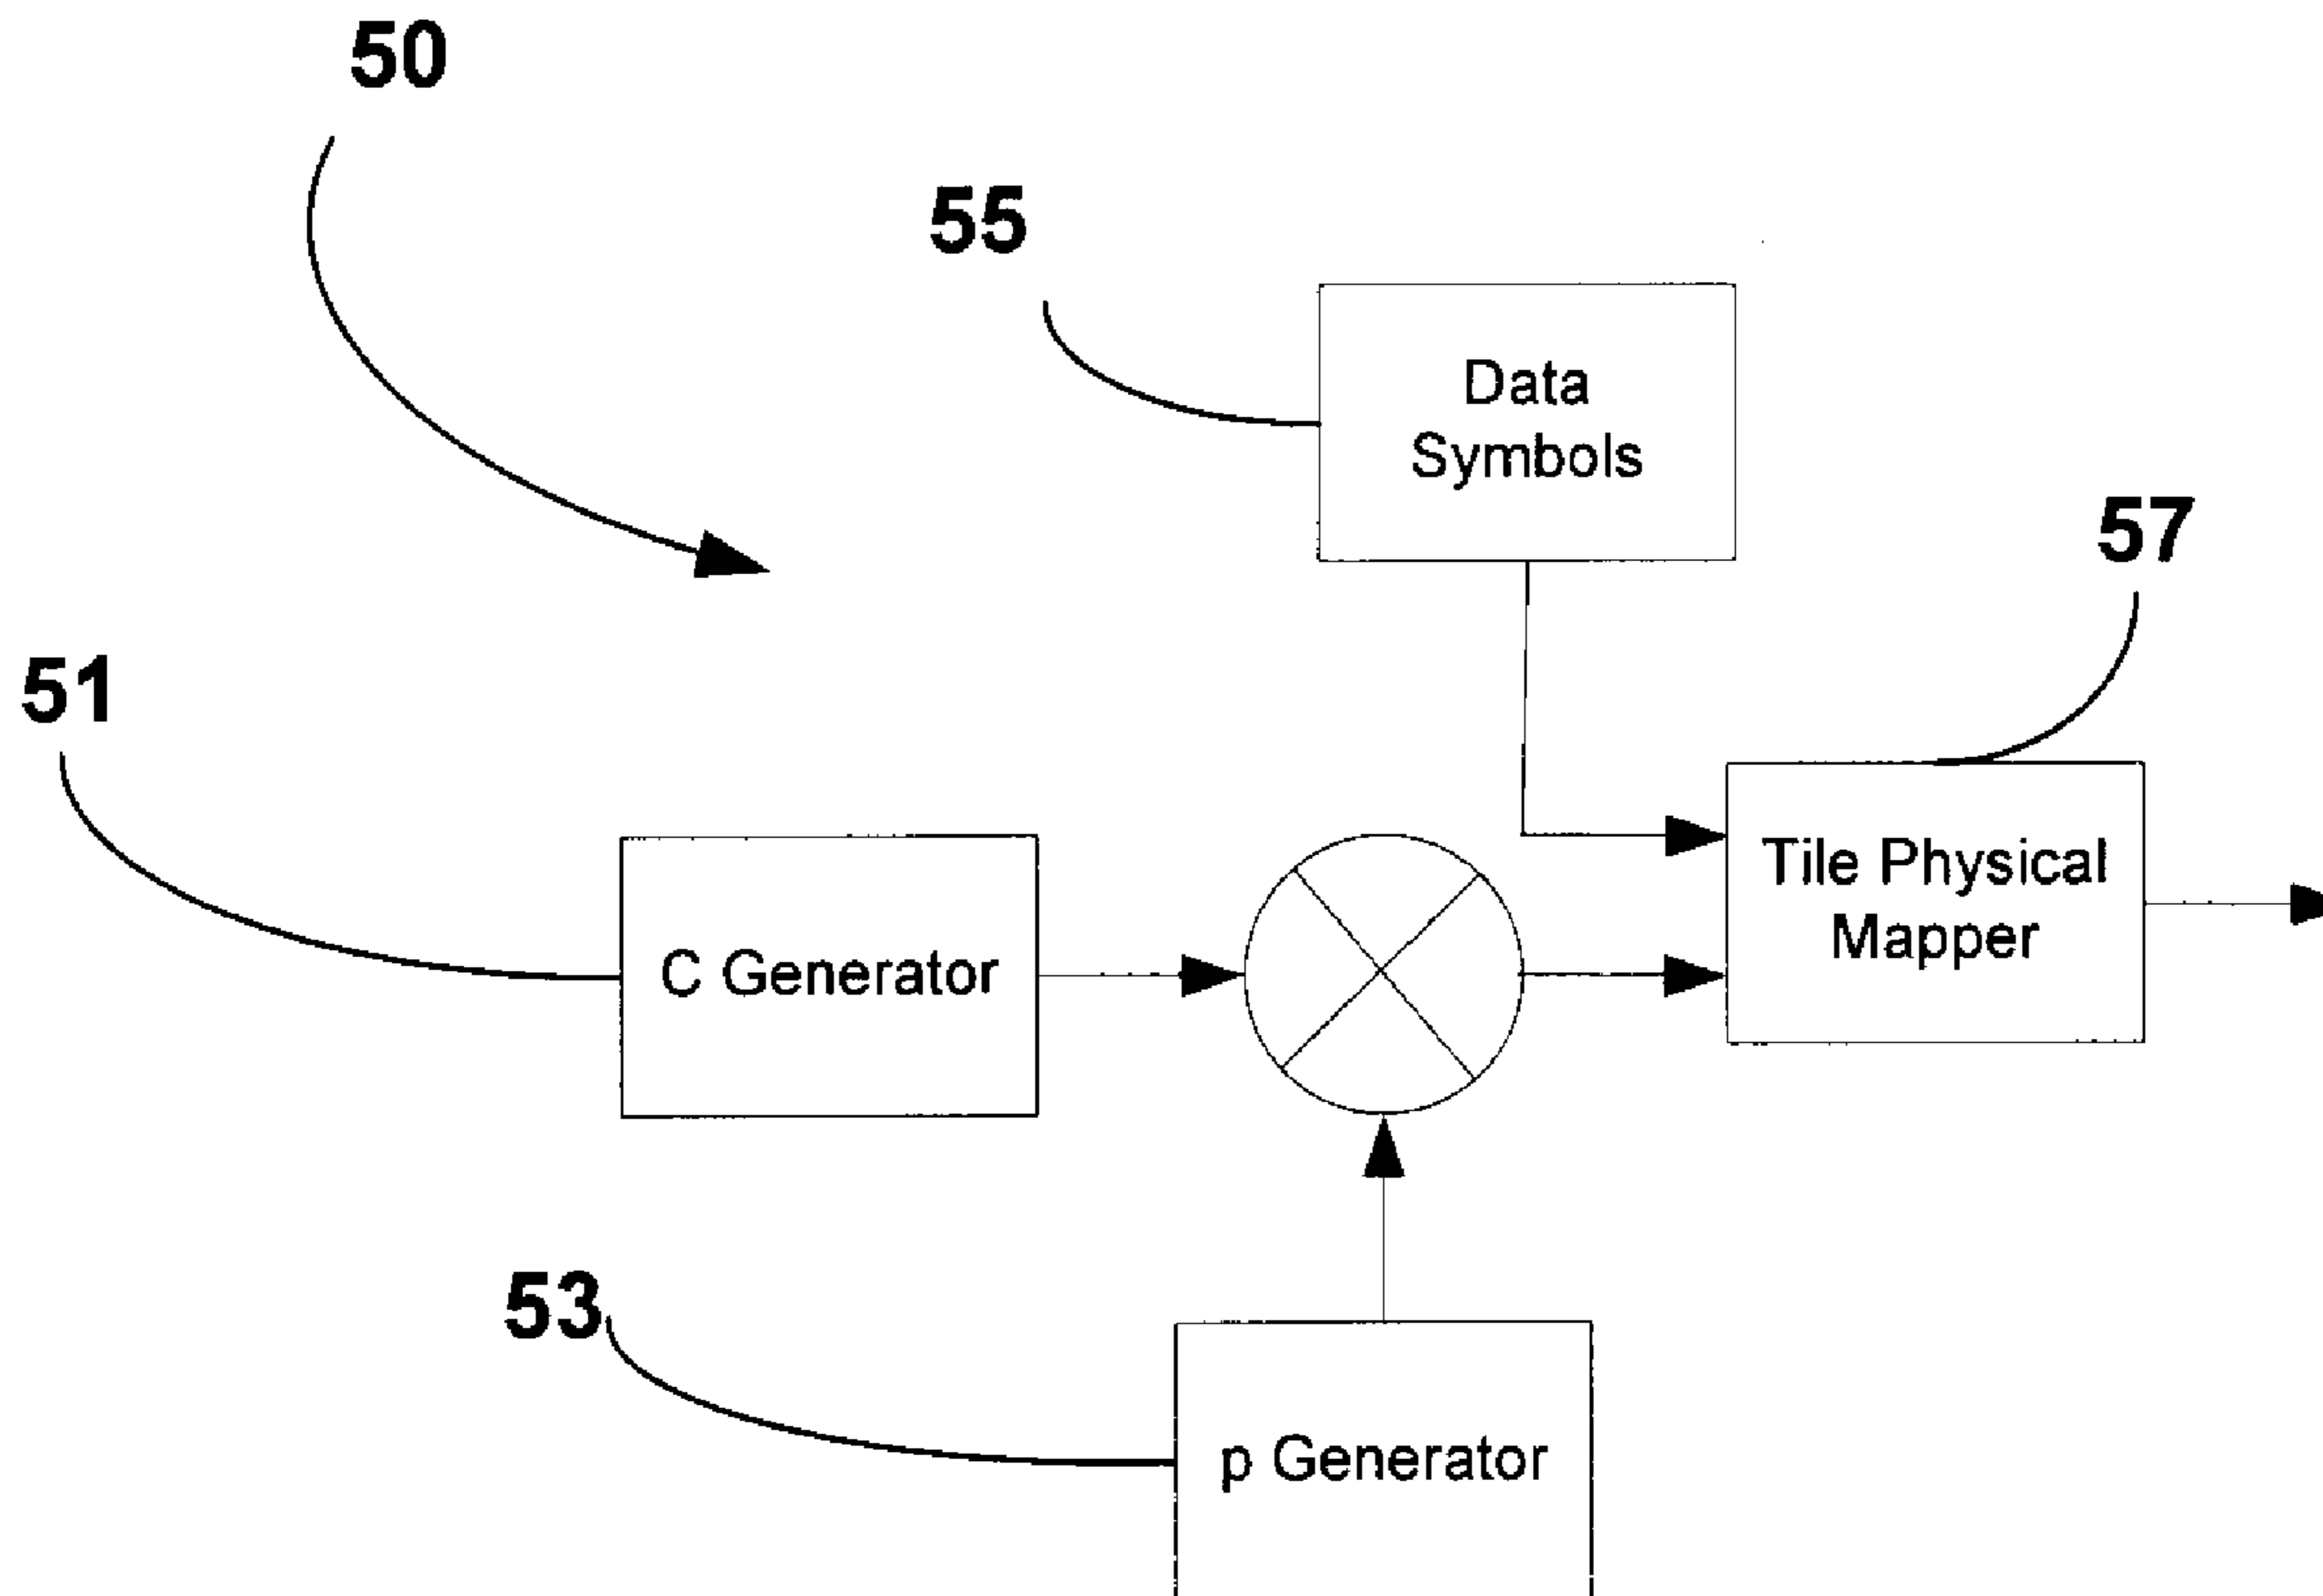 50
55
Data
Symbols
57
51
Tile Physical
Mapper
C Generator
53
p Generator